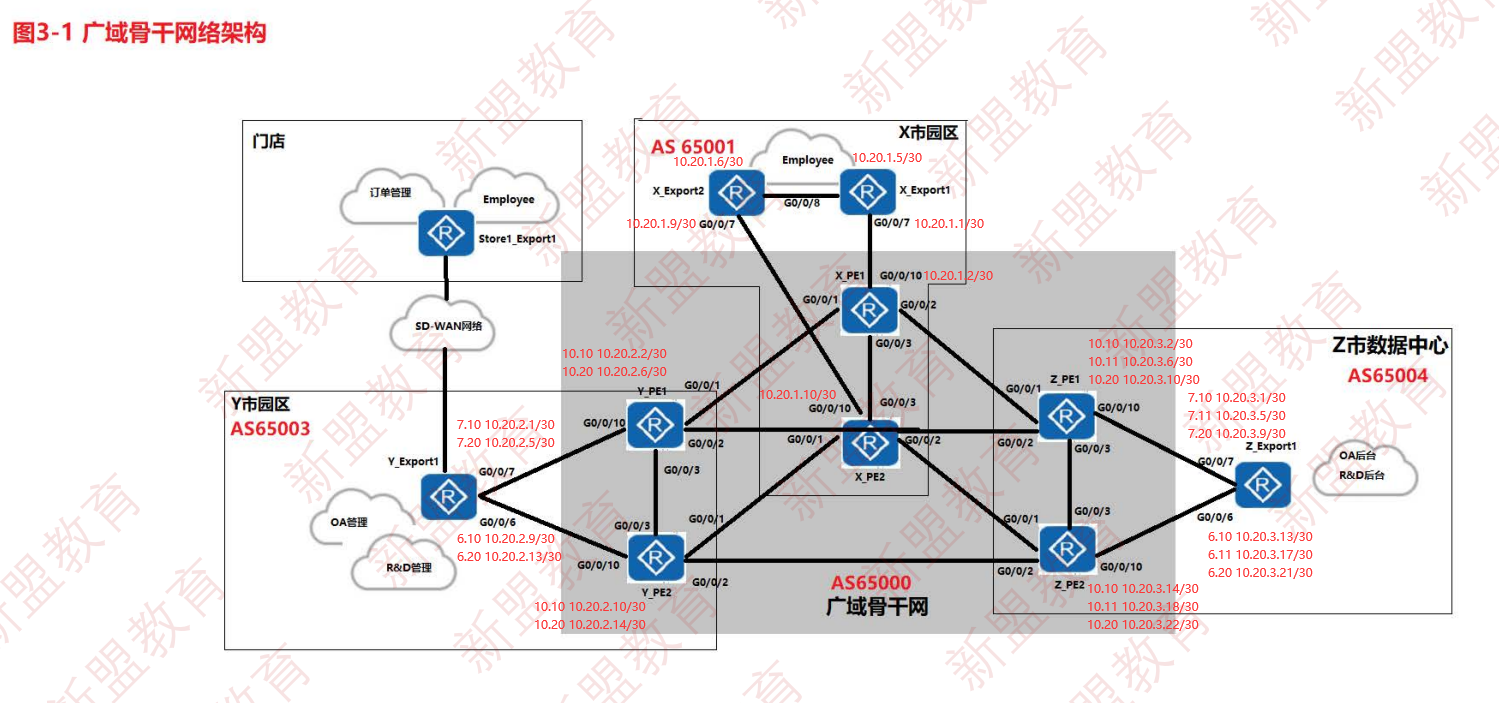 图3-1 广域骨干网络架构
门店
订单管理
Employee
Store1_Export1
SD-WAN网络
X市园区
AS 65001
Employee
10.20.1.6/30
10.20.1.5/30
X_Export2
G0/0/8
X_Export1
10.20.1.9/30
G0/0/7
G0/0/7
10.20.1.1/30
X_PE1
G0/0/10
10.20.1.2/30
G0/0/1
G0/0/2
G0/0/3
10.20.1.10/30
G0/0/10
G0/0/3
G0/0/1
G0/0/2
X_PE2
Y市园区
AS65003
Y_Export1
7.10 10.20.2.1/30
7.20 10.20.2.5/30
G0/0/7
G0/0/6
6.10 10.20.2.9/30
6.20 10.20.2.13/30
OA管理
R&D管理
10.10 10.20.2.2/30
10.20 10.20.2.6/30
Y_PE1
G0/0/1
G0/0/10
G0/0/2
G0/0/3
G0/0/3
G0/0/1
G0/0/10
G0/0/2
Y_PE2
10.10 10.20.2.10/30
10.20 10.20.2.14/30
AS65000
广域骨干网
Z市数据中心
AS65004
10.10 10.20.3.2/30
10.11 10.20.3.6/30
10.20 10.20.3.10/30
Z_PE1
G0/0/1
G0/0/10
G0/0/2
G0/0/3
7.10 10.20.3.1/30
7.11 10.20.3.5/30
7.20 10.20.3.9/30
Z_Export1
G0/0/7
G0/0/6
6.10 10.20.3.13/30
6.11 10.20.3.17/30
6.20 10.20.3.21/30
OA后台
R&D后台
G0/0/3
G0/0/1
G0/0/2
G0/0/10
Z_PE2
10.10 10.20.3.14/30
10.11 10.20.3.18/30
10.20 10.20.3.22/30
新盟教育